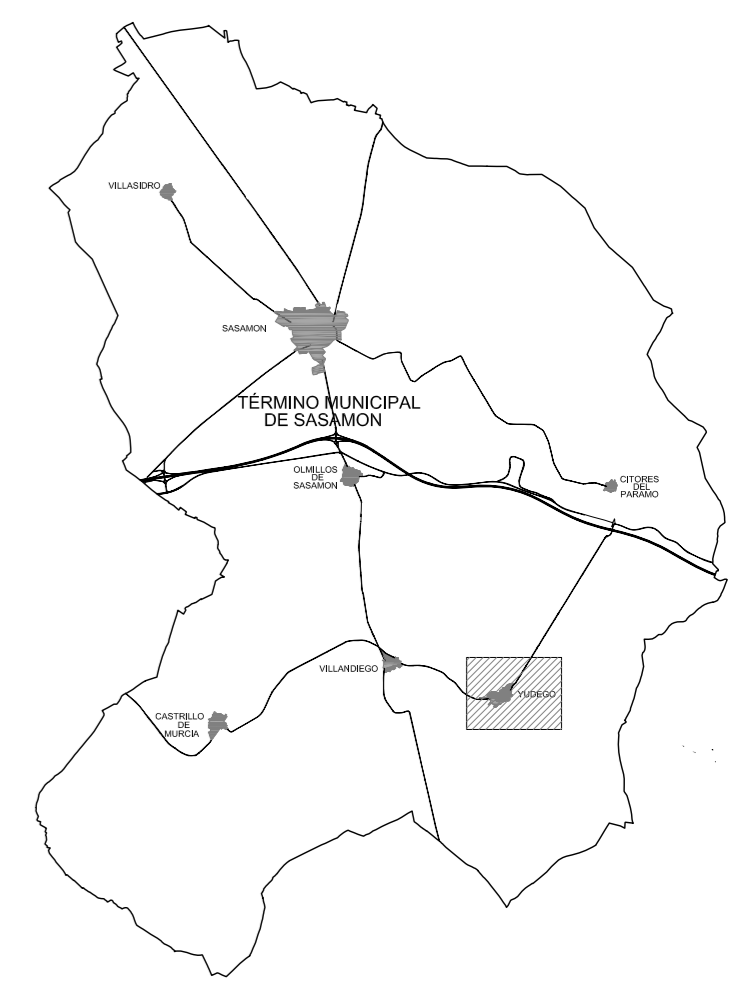 VILLASIDRO
SASAMON
TÉRMINO MUNICIPAL
DE SASAMON
OLMILLOS
DE
SASAMON
CITORES
DEL
PARAMO
VILLANDIEGO
YUDEGO
CASTRILLO
DE
MURCIA